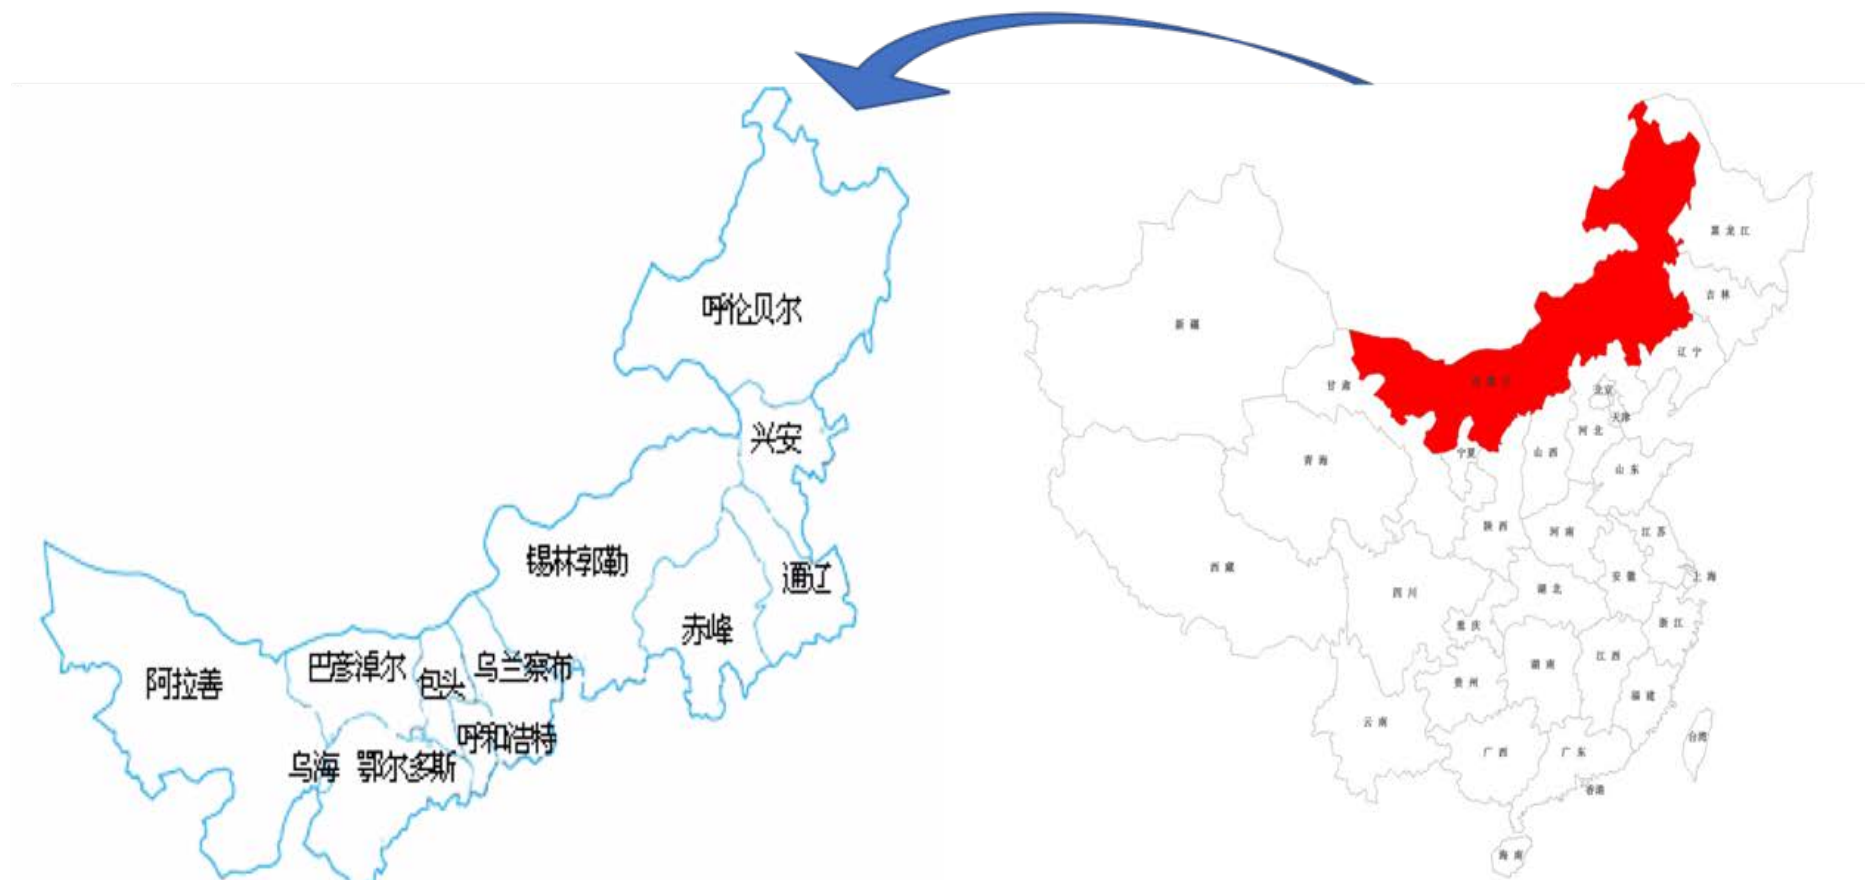 呼伦贝尔
兴安
锡林郭勒
通辽
赤峰
巴彦淖尔
包头
乌兰察布
阿拉善
呼和浩特
乌海
鄂尔多斯
黑龙江
吉林
新疆
辽宁
甘肃
北京
天津
河北
宁夏
山西
青海
山东
陕西
河南
江苏
西藏
安徽
上海
四川
湖北
重庆
浙江
湖南
江西
贵州
福建
云南
台湾
广西
广东
香港
海南